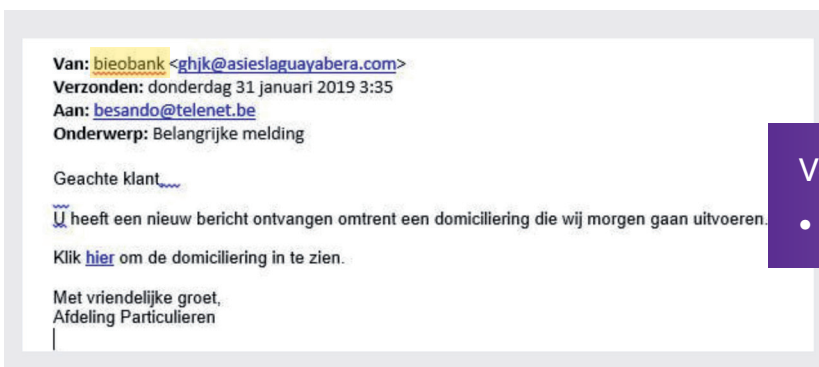 Van: bieobank <ghjk@asieslaguayabera.com>
Verzonden: donderdag 31 januari 2019 3:35
Aan: besando@telenet.be
Onderwerp: Belangrijke melding
Geachte klant,
U heeft een nieuw bericht ontvangen omtrent een domiciliering die wij morgen gaan uitvoeren.
Klik hier om de domiciliering in te zien.
Met vriendelijke groet,
Afdeling Particulieren
V
•